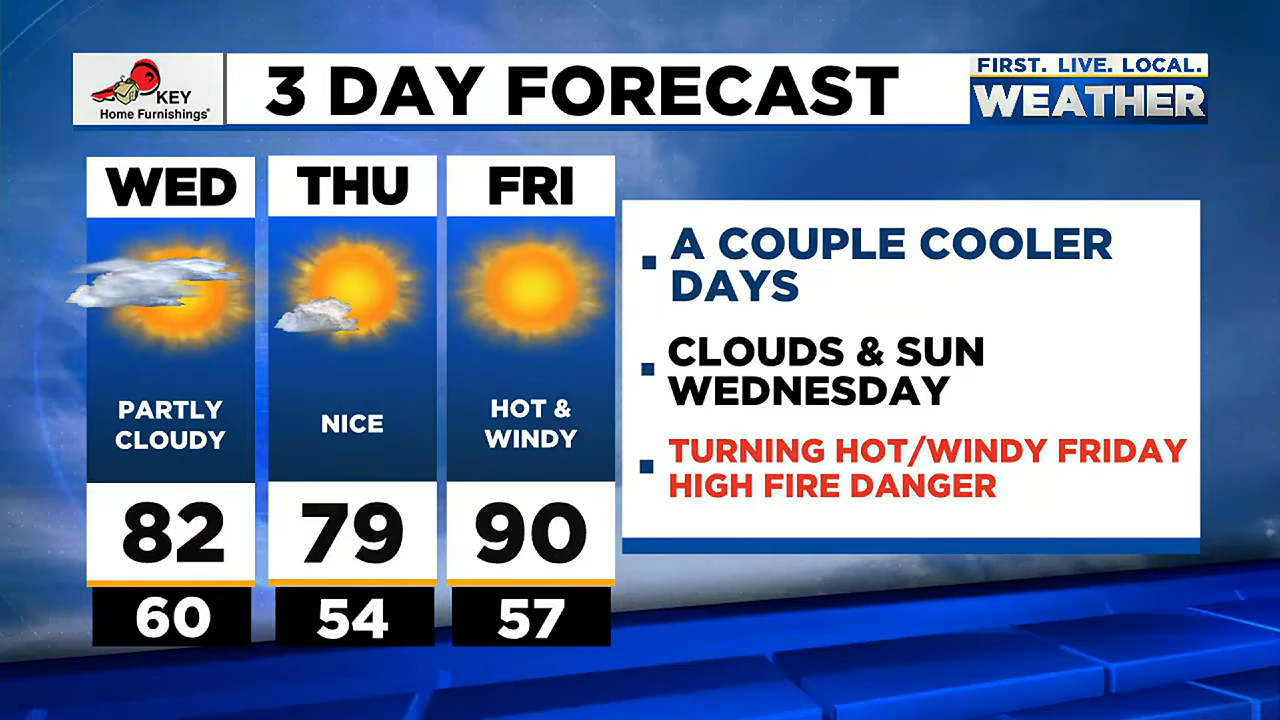 KEY
Home Furnishings®
3 DAY FORECAST
FIRST. LIVE. LOCAL.
WEATHER
WED
THU
FRI
PARTLY
CLOUDY
NICE
HOT &
WINDY
82
79
90
60
54
57
A COUPLE COOLER
DAYS
CLOUDS & SUN
WEDNESDAY
TURNING HOT/WINDY FRIDAY
HIGH FIRE DANGER